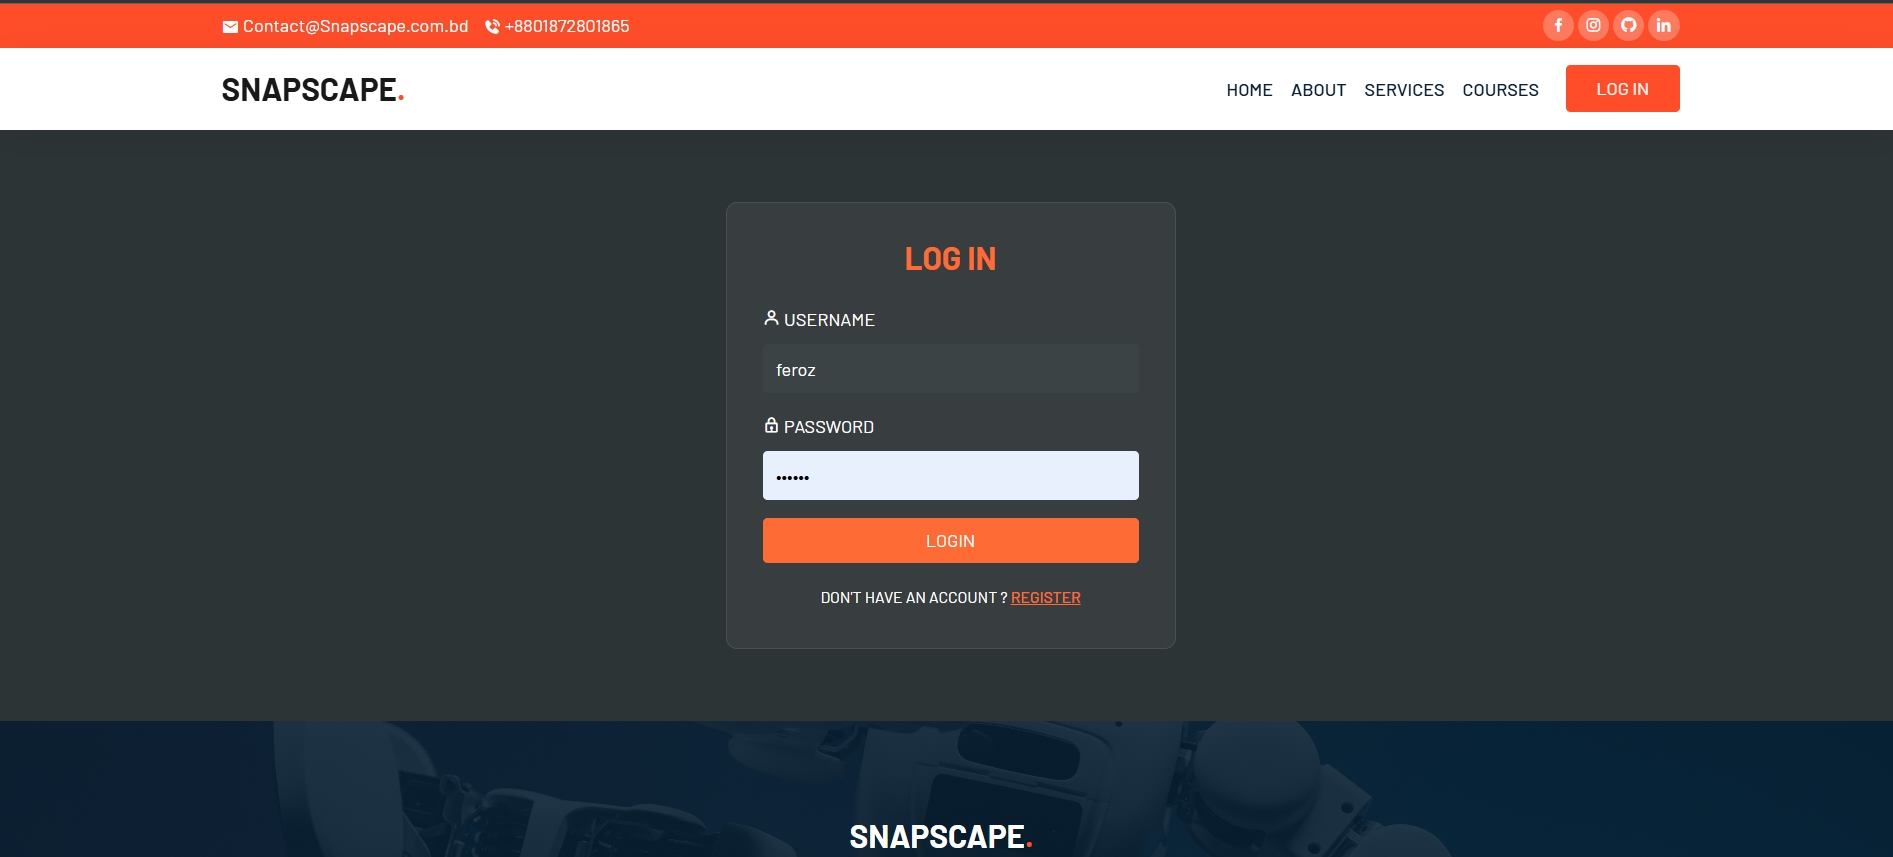 Contact@Snapscape.com.bd +8801872801865
SNAPSCAPE.
HOME ABOUT SERVICES COURSES LOG IN
LOG IN
USERNAME
feroz
PASSWORD
••••••
LOGIN
DON'T HAVE AN ACCOUNT ? REGISTER
SNAPSCAPE.